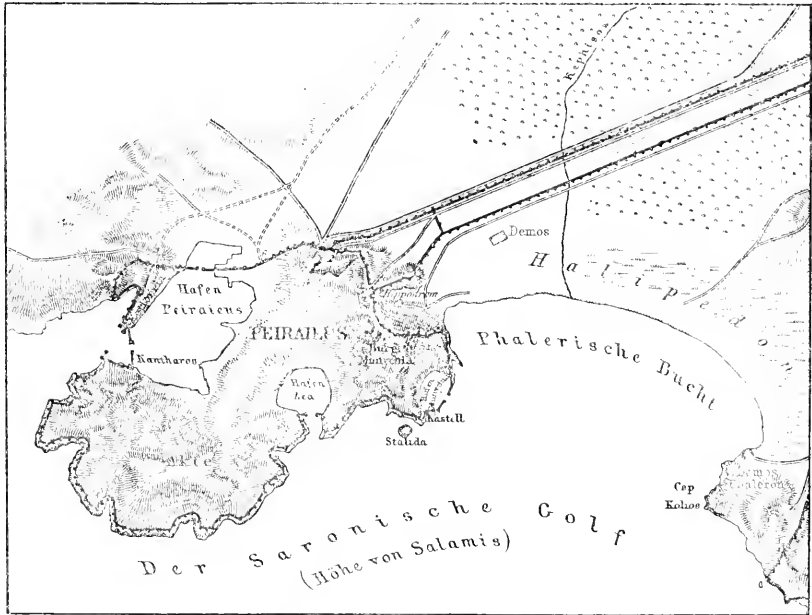 Kephisos
Demos
Halipedon
Hafen
Peiraieus
Hippodrom
PEIRAIEUS
Phalerische Bucht
Munychia
Kantharos
Hafen
Zea
Kastell
Stalida
Akte
Cap
Kolias
Demos
Phaleron
Der Saronische Golf
(Höhe von Salamis)